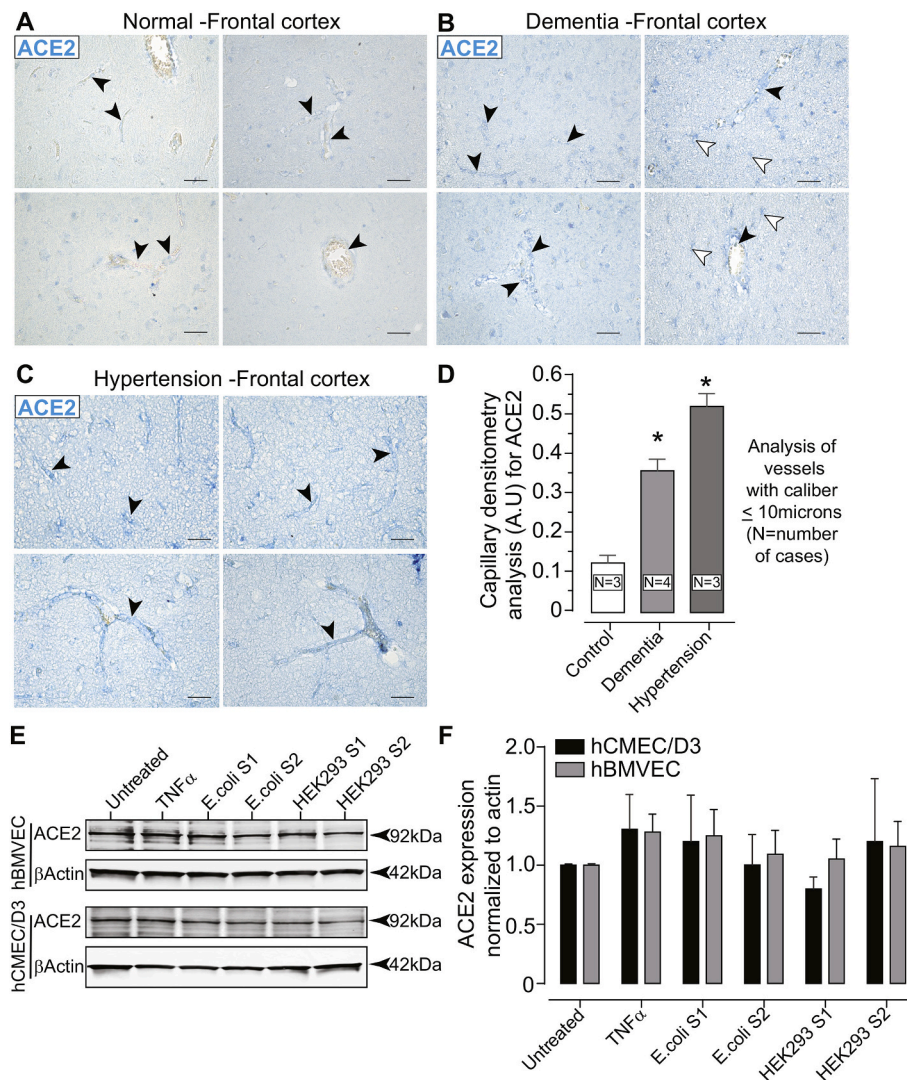 A
Normal -Frontal cortex
ACE2
B
Dementia -Frontal cortex
ACE2
C
Hypertension -Frontal cortex
ACE2
D
Capillary densitometry
analysis (A.U) for ACE2
0.6
0.5
0.4
0.3
0.2
0.1
0
*
*
N=3
N=4
N=3
Control
Dementia
Hypertension
Analysis of
vessels
with caliber
≤ 10microns
(N=number
of cases)
E
Untreated
TNFα
E.coli S1
E.coli S2
HEK293 S1
HEK293 S2
hBMVEC
ACE2
92kDa
βActin
42kDa
hCMEC/D3
ACE2
92kDa
βActin
42kDa
F
hCMEC/D3
hBMVEC
ACE2 expression
normalized to actin
2.0
1.5
1.0
0.5
0
Untreated
TNFα
E.coli S1
E.coli S2
HEK293 S1
HEK293 S2